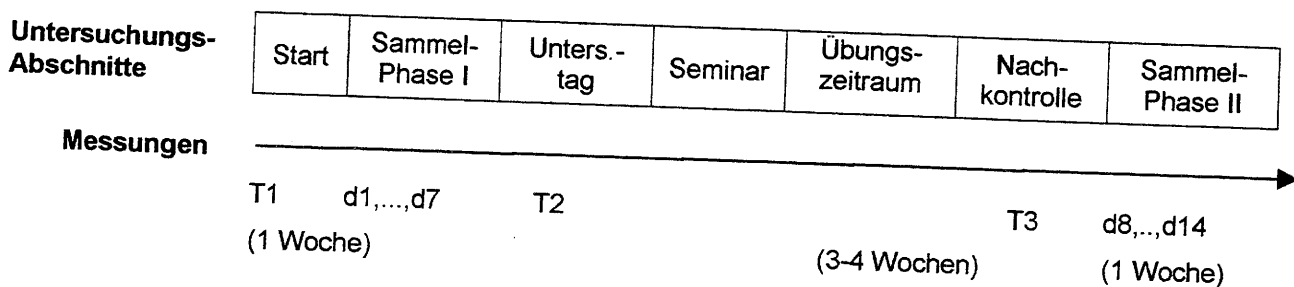 Untersuchungs-
Abschnitte
Start
Sammel-
Phase I
Unters.-
tag
Seminar
Übungs-
zeitraum
Nach-
kontrolle
Sammel-
Phase II
Messungen
T1 d1,...,d7 T2 T3 d8,..,d14
(1 Woche) (3-4 Wochen) (1 Woche)